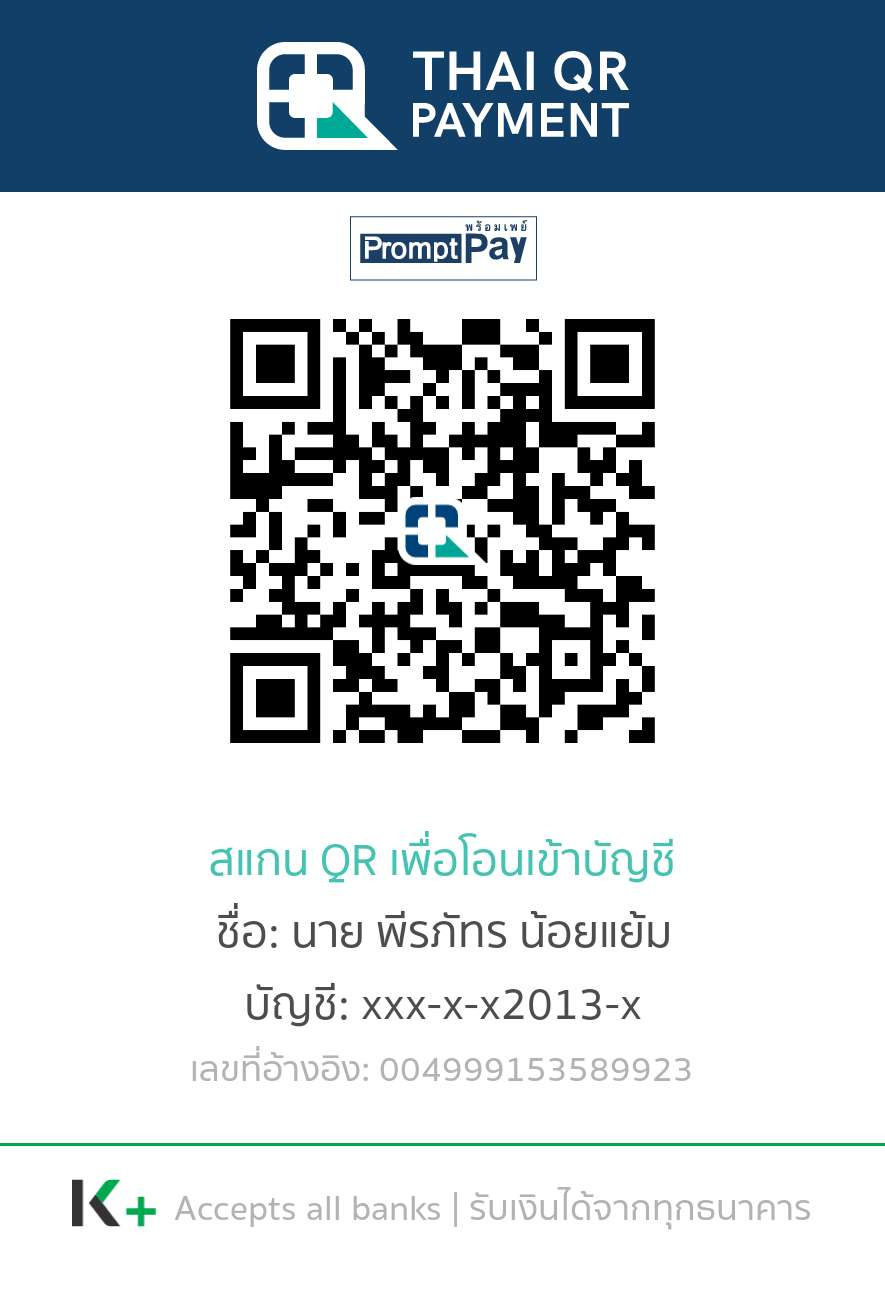 THAI QR
PAYMENT
พร้อมเพย์
PromptPay
สแกน QR เพื่อโอนเข้าบัญชี
ชื่อ: นาย พีรภัทร น้อยแย้ม
บัญชี: xxx-x-x2013-x
เลขที่อ้างอิง: 004999153589923
K+ Accepts all banks | รับเงินได้จากทุกธนาคาร